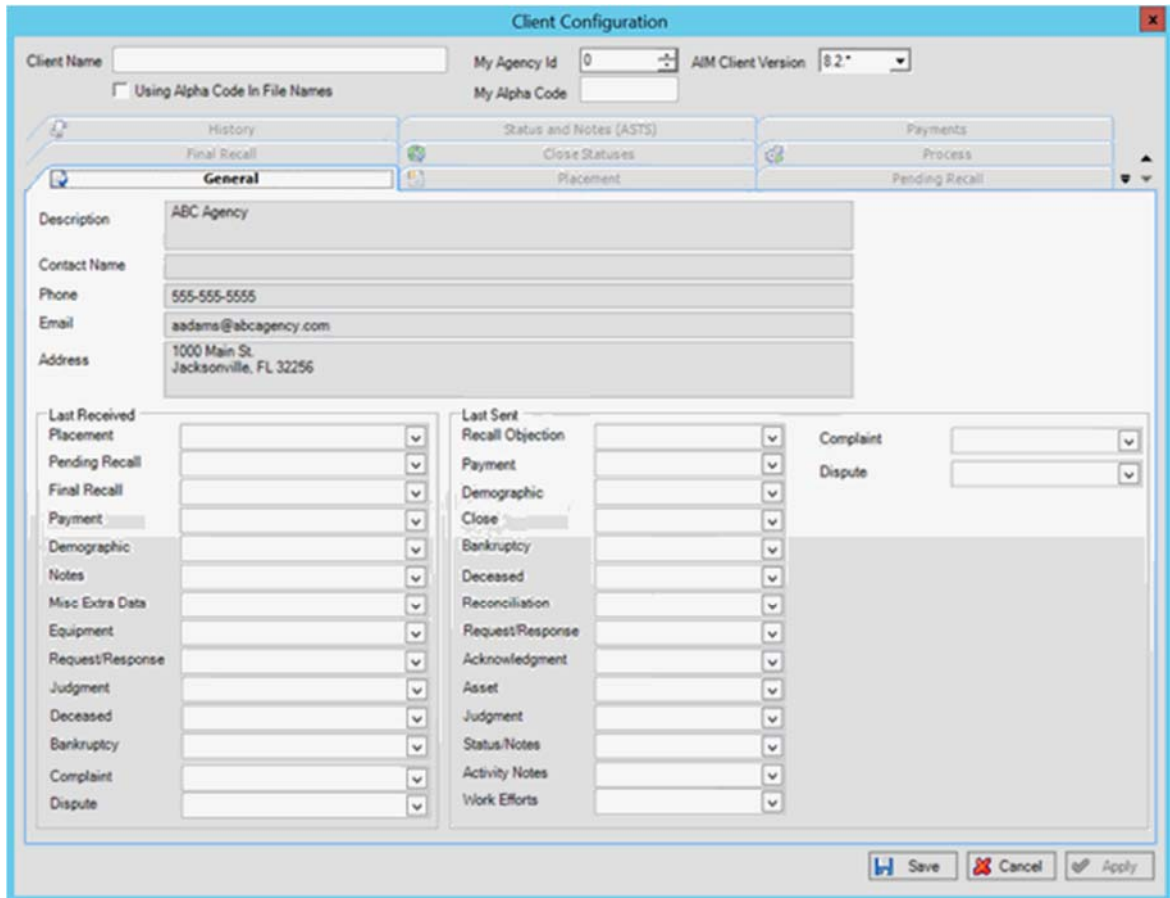 Client Configuration
x
Client Name
My Agency Id 0
AIM Client Version 8.2.*
Using Alpha Code In File Names
My Alpha Code
History
Status and Notes (ASTS)
Payments
Final Recall
Close Statuses
Process
General
Placement
Pending Recall
Description ABC Agency
Contact Name
Phone 555-555-5555
Email aadams@abcagency.com
Address 1000 Main St.
Jacksonville, FL 32256
Last Received
Placement
Pending Recall
Final Recall
Payment
Demographic
Notes
Misc Extra Data
Equipment
Request/Response
Judgment
Deceased
Bankruptcy
Complaint
Dispute
Last Sent
Recall Objection
Payment
Demographic
Close
Bankruptcy
Deceased
Reconciliation
Request/Response
Acknowledgment
Asset
Judgment
Status/Notes
Activity Notes
Work Efforts
Complaint
Dispute
Save
Cancel
Apply